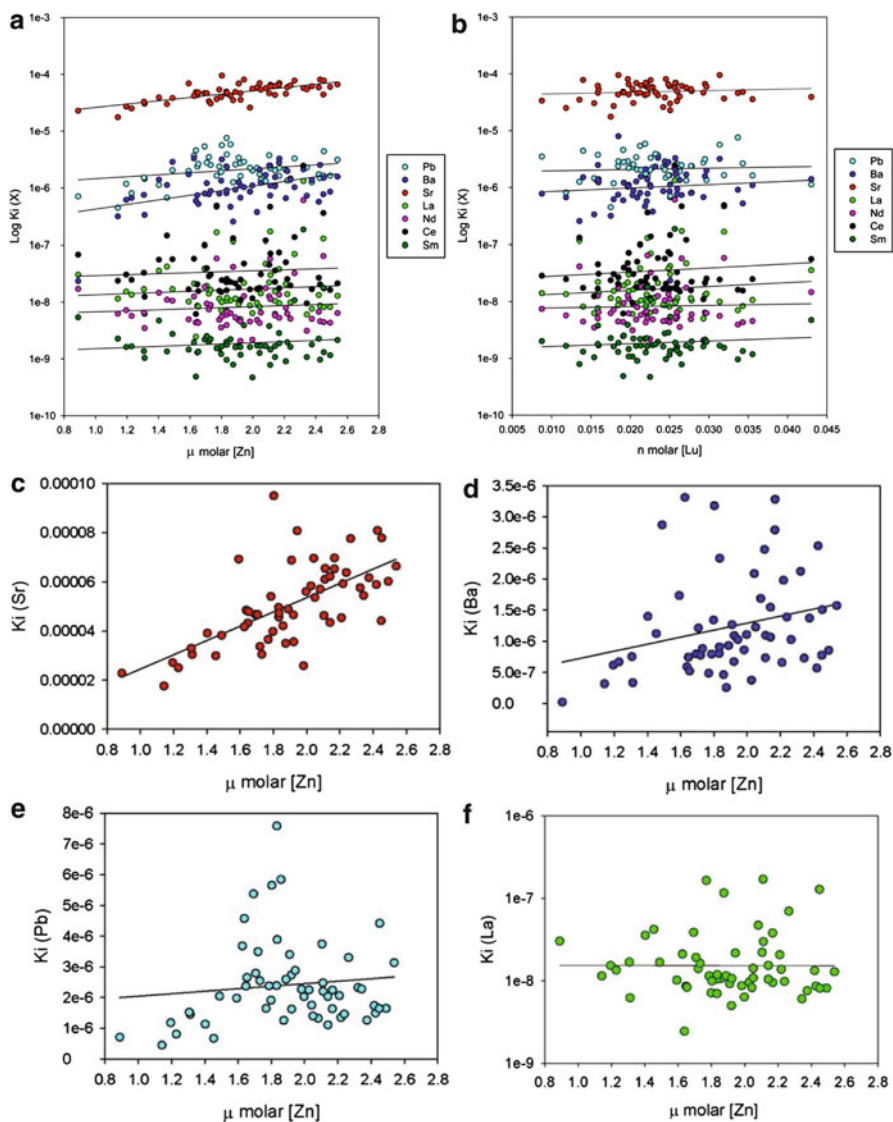 a
b
1e-3
1e-4
1e-5
1e-6
1e-7
1e-8
1e-9
1e-10
Log Ki (X)
0.8 1.0 1.2 1.4 1.6 1.8 2.0 2.2 2.4 2.6 2.8
μ molar [Zn]
Pb
Ba
Sr
La
Nd
Ce
Sm
1e-3
1e-4
1e-5
1e-6
1e-7
1e-8
1e-9
1e-10
Log Ki (X)
0.005 0.010 0.015 0.020 0.025 0.030 0.035 0.040 0.045
n molar [Lu]
Pb
Ba
Sr
La
Nd
Ce
Sm
c
0.00010
0.00008
0.00006
0.00004
0.00002
0.00000
Ki (Sr)
0.8 1.0 1.2 1.4 1.6 1.8 2.0 2.2 2.4 2.6 2.8
μ molar [Zn]
d
3.5e-6
3.0e-6
2.5e-6
2.0e-6
1.5e-6
1.0e-6
5.0e-7
0.0
Ki (Ba)
0.8 1.0 1.2 1.4 1.6 1.8 2.0 2.2 2.4 2.6 2.8
μ molar [Zn]
e
8e-6
7e-6
6e-6
5e-6
4e-6
3e-6
2e-6
1e-6
0
Ki (Pb)
0.8 1.0 1.2 1.4 1.6 1.8 2.0 2.2 2.4 2.6 2.8
μ molar [Zn]
f
1e-6
1e-7
1e-8
1e-9
Ki (La)
0.8 1.0 1.2 1.4 1.6 1.8 2.0 2.2 2.4 2.6 2.8
μ molar [Zn]